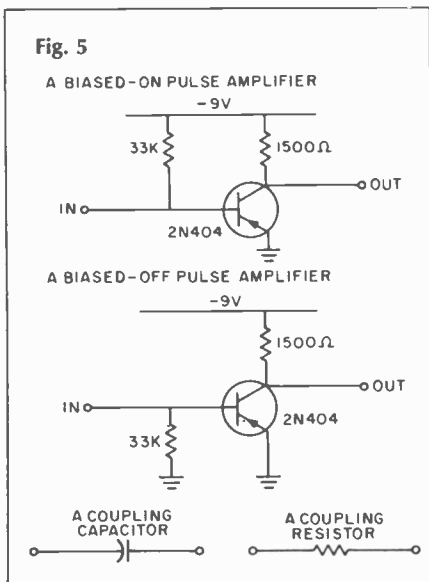 Fig. 5
A BIASED-ON PULSE AMPLIFIER
-9V
33K
1500Ω
IN
OUT
2N404
A BIASED-OFF PULSE AMPLIFIER
-9V
1500Ω
IN
OUT
2N404
33K
A COUPLING
CAPACITOR
A COUPLING
RESISTOR